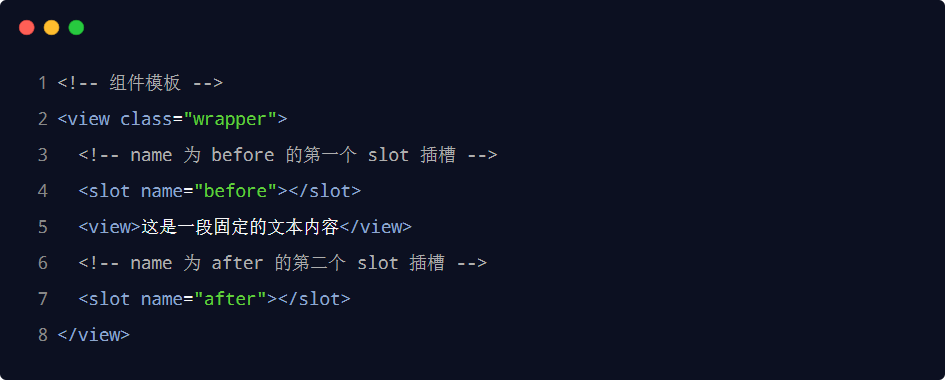 1 <!-- 组件模板 -->
2 <view class="wrapper">
3   <!-- name 为 before 的第一个 slot 插槽 -->
4   <slot name="before"></slot>
5   <view>这是一段固定的文本内容</view>
6   <!-- name 为 after 的第二个 slot 插槽 -->
7   <slot name="after"></slot>
8 </view>